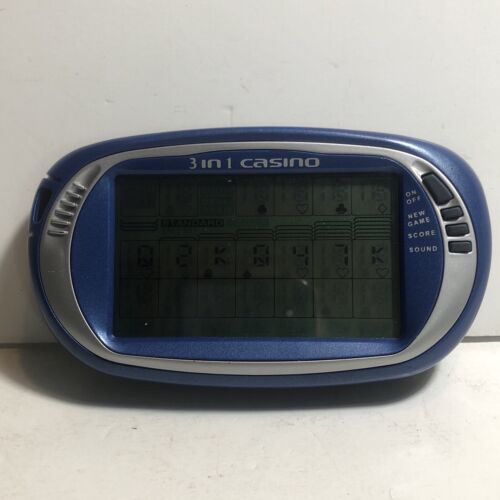 3 in 1 casino
ON
OFF
NEW
GAME
SCORE
SOUND
STANDARD
2 K 4 7 K